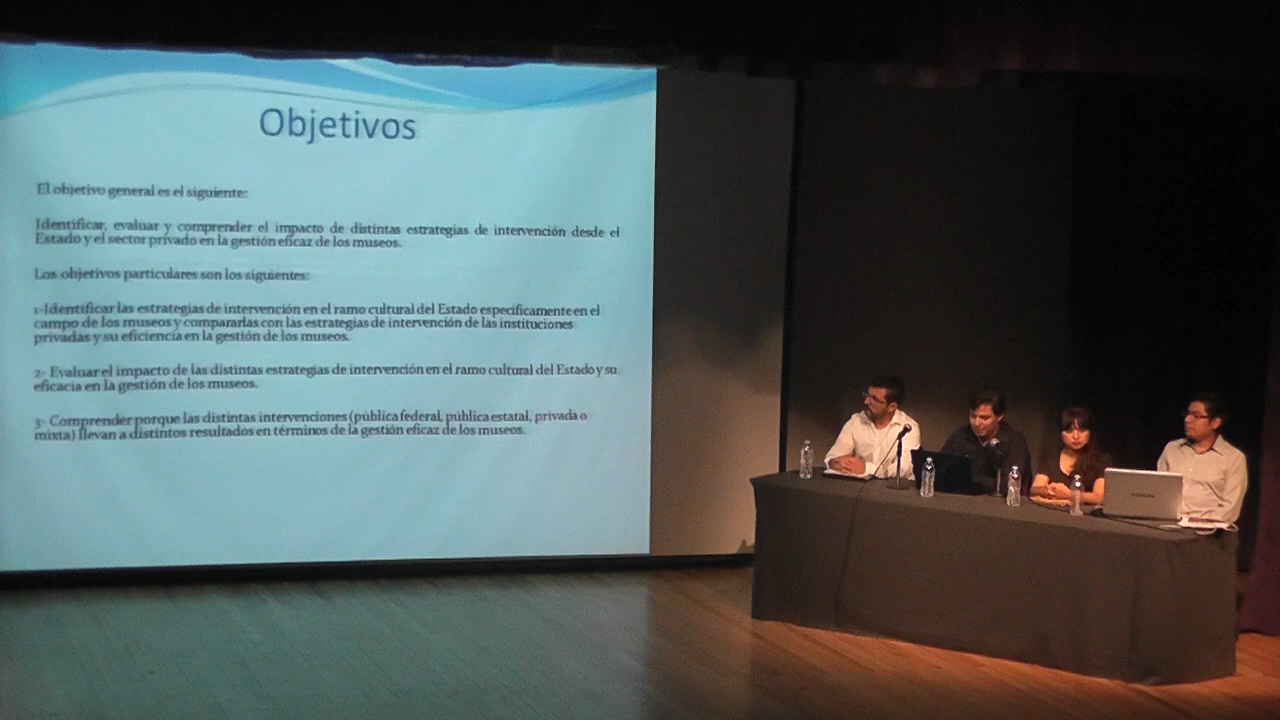 Objetivos
El objetivo general es el siguiente:
Identificar, evaluar y comprender el impacto de distintas estrategias de intervención desde el
Estado y el sector privado en la gestión eficaz de los museos.
Los objetivos particulares son los siguientes:
1-Identificar las estrategias de intervención en el ramo cultural del Estado específicamente en el
campo de los museos y compararlas con las estrategias de intervención de las instituciones
privadas y su eficiencia en la gestión de los museos.
2- Evaluar el impacto de las distintas estrategias de intervención en el ramo cultural del Estado y su
eficacia en la gestión de los museos.
3- Comprender porque las distintas intervenciones (pública federal, pública estatal, privada o
mixta) llevan a distintos resultados en términos de la gestión eficaz de los museos.